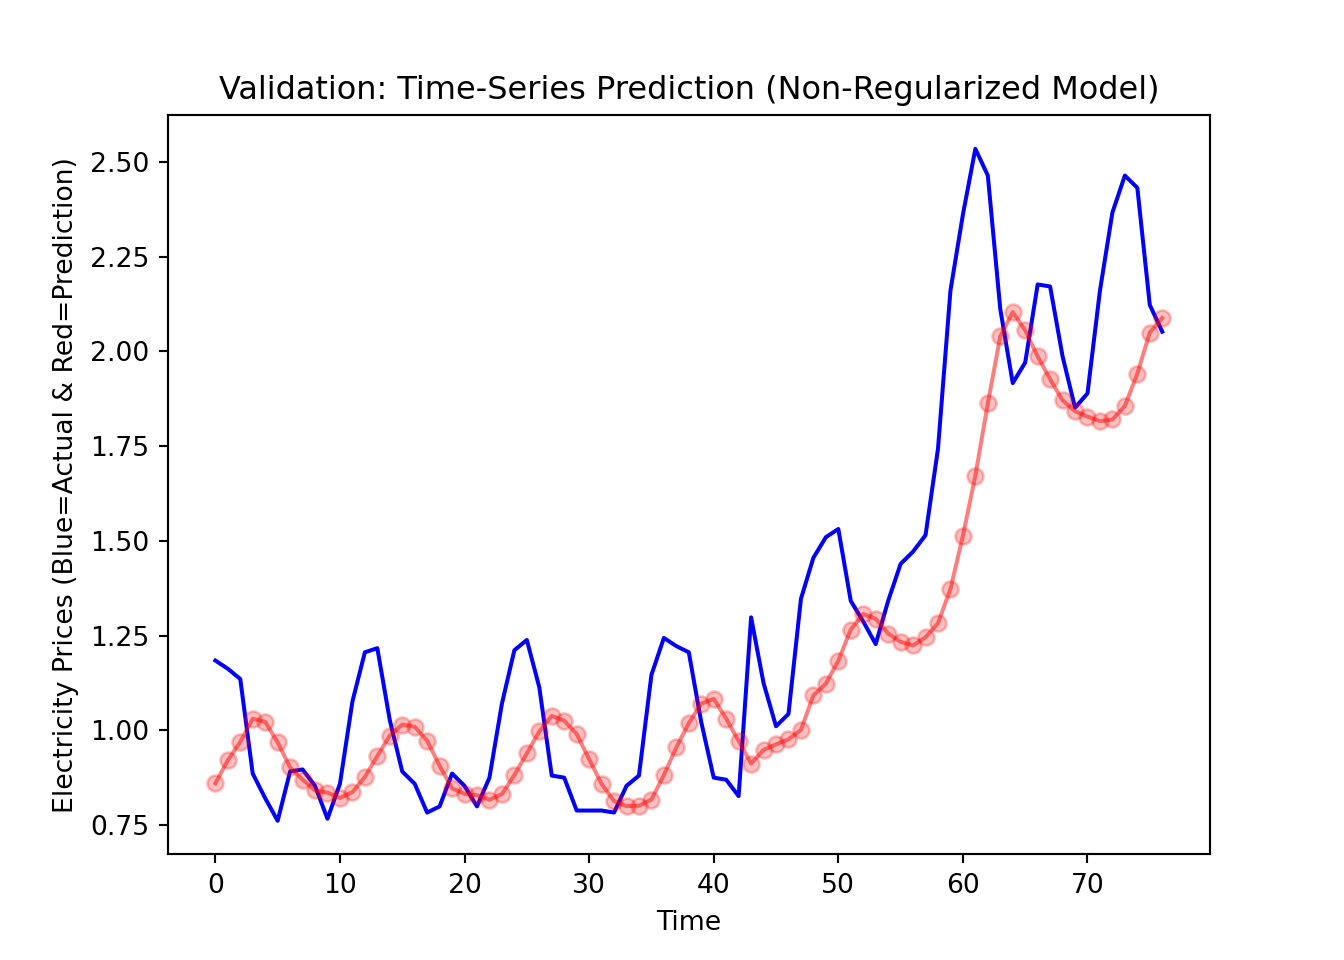 Validation: Time-Series Prediction (Non-Regularized Model)
Electricity Prices (Blue=Actual & Red=Prediction)
2.50
2.25
2.00
1.75
1.50
1.25
1.00
0.75
0 10 20 30 40 50 60 70
Time